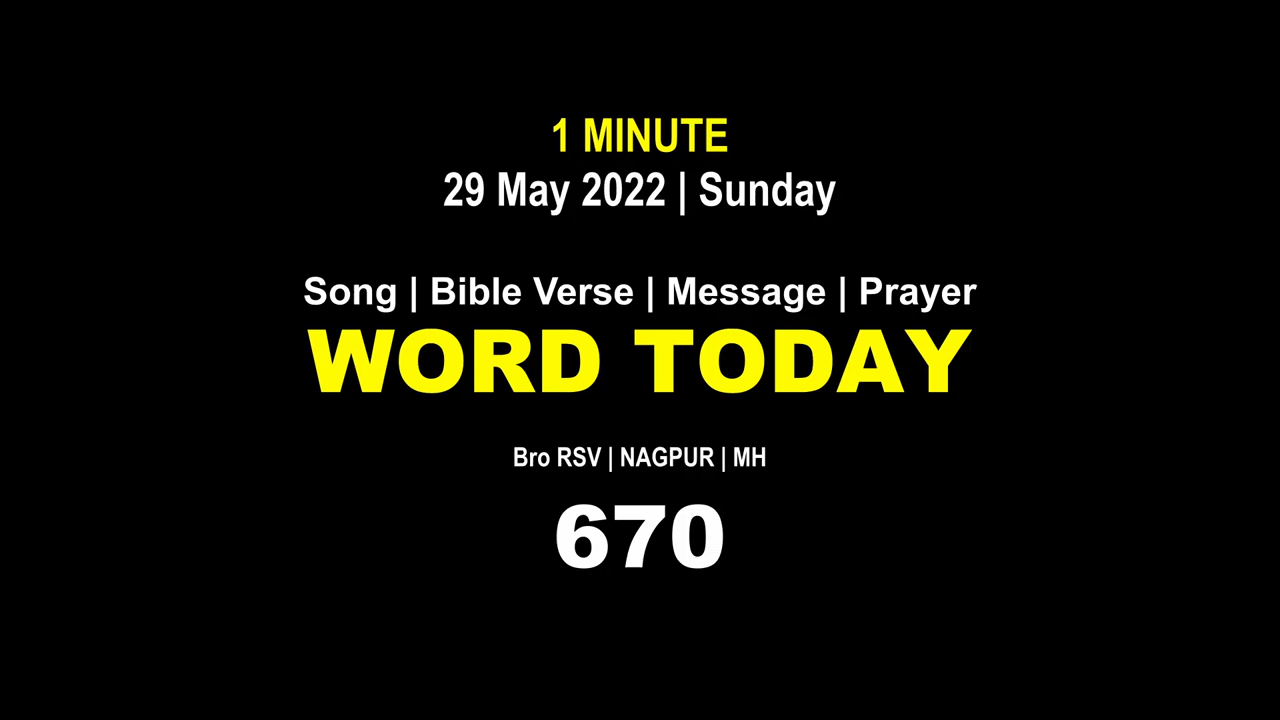 1 MINUTE
29 May 2022 | Sunday
Song | Bible Verse | Message | Prayer
WORD TODAY
Bro RSV | NAGPUR | MH
670